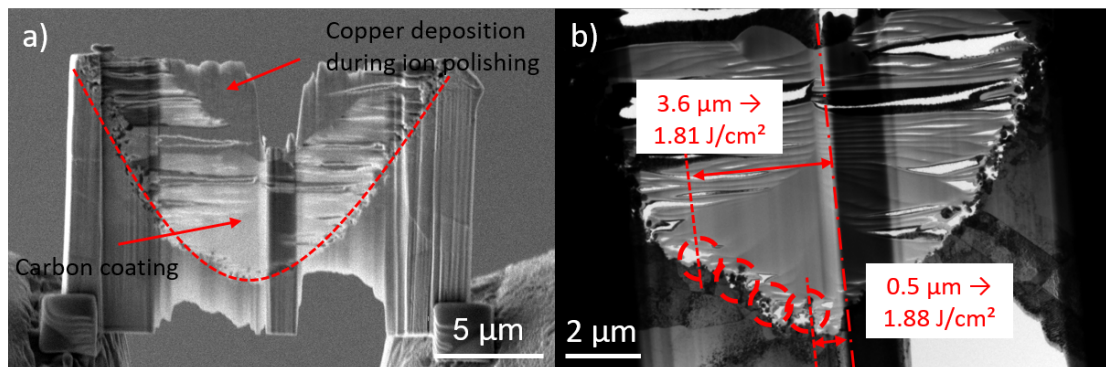 a)
Copper deposition
during ion polishing
Carbon coating
5 µm
b)
3.6 µm →
1.81 J/cm²
0.5 µm →
1.88 J/cm²
2 µm